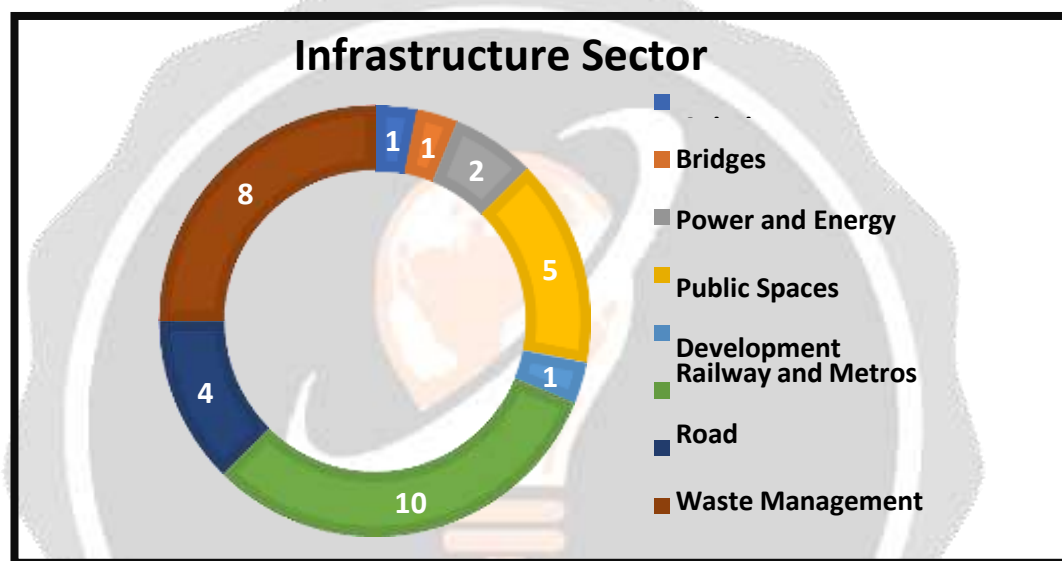 Infrastructure Sector
1
1
2
5
1
10
4
8
Bridges
Power and Energy
Public Spaces
Development
Railway and Metros
Road
Waste Management